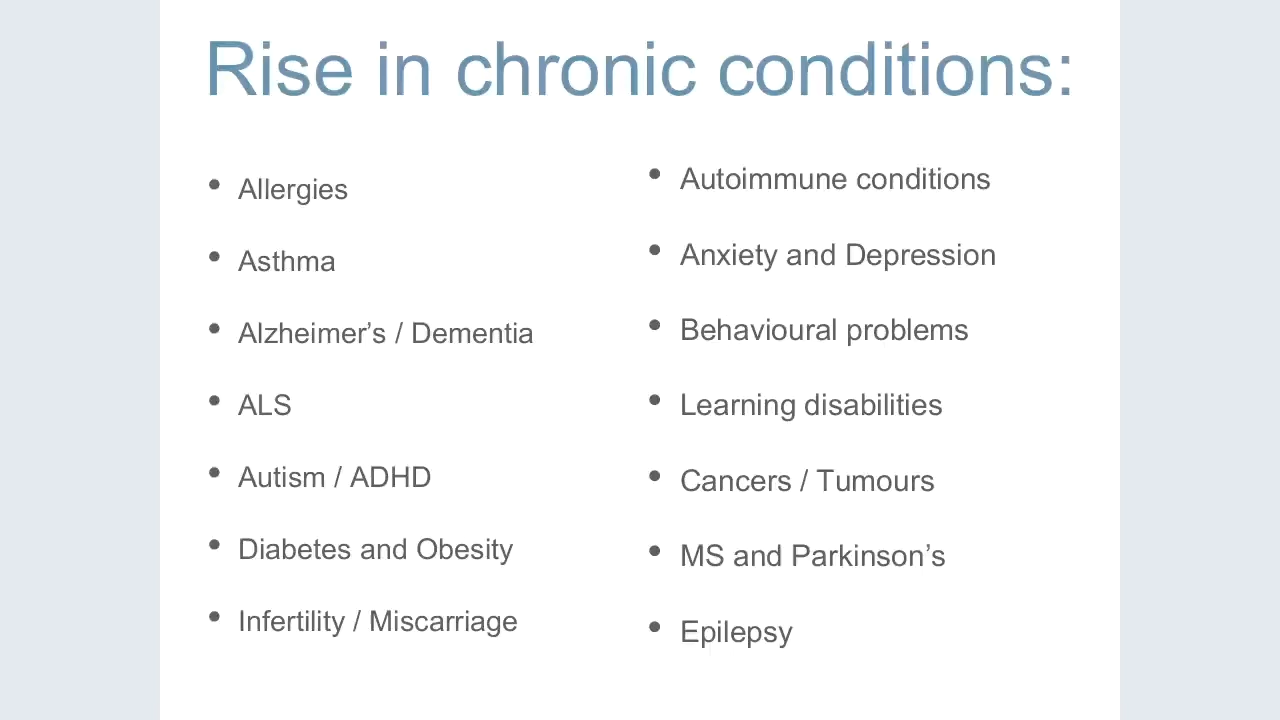 Rise in chronic conditions:
• Allergies
• Asthma
• Alzheimer’s / Dementia
• ALS
• Autism / ADHD
• Diabetes and Obesity
• Infertility / Miscarriage
• Autoimmune conditions
• Anxiety and Depression
• Behavioural problems
• Learning disabilities
• Cancers / Tumours
• MS and Parkinson’s
• Epilepsy